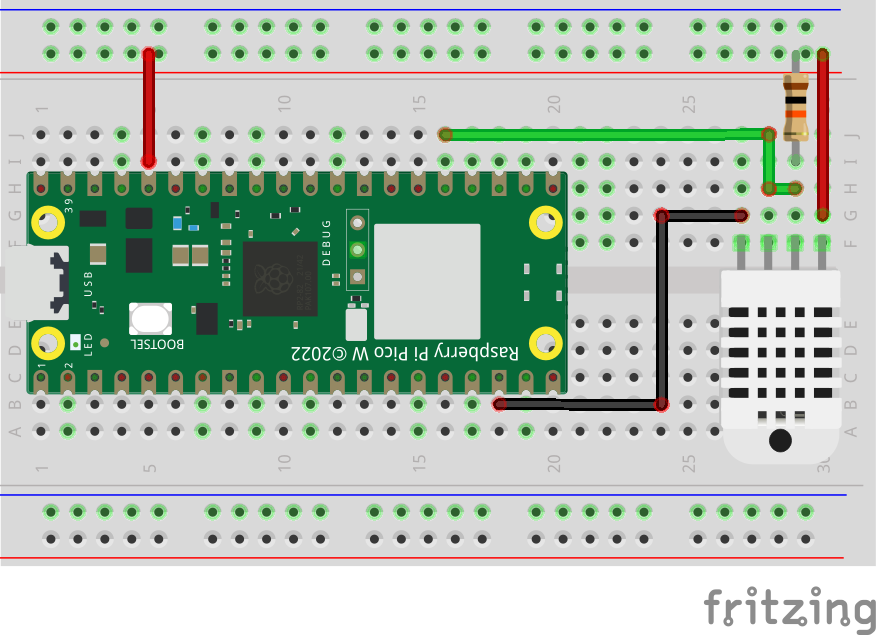 1 10 15 20 25
J J
I I
H H
G G
F F
39
USB
DEBUG
LED
BOOTSEL
Raspberry Pi Pico W ©2022
1
2
E E
D D
C C
B B
A A
1 5 10 15 20 25 30
fritzing